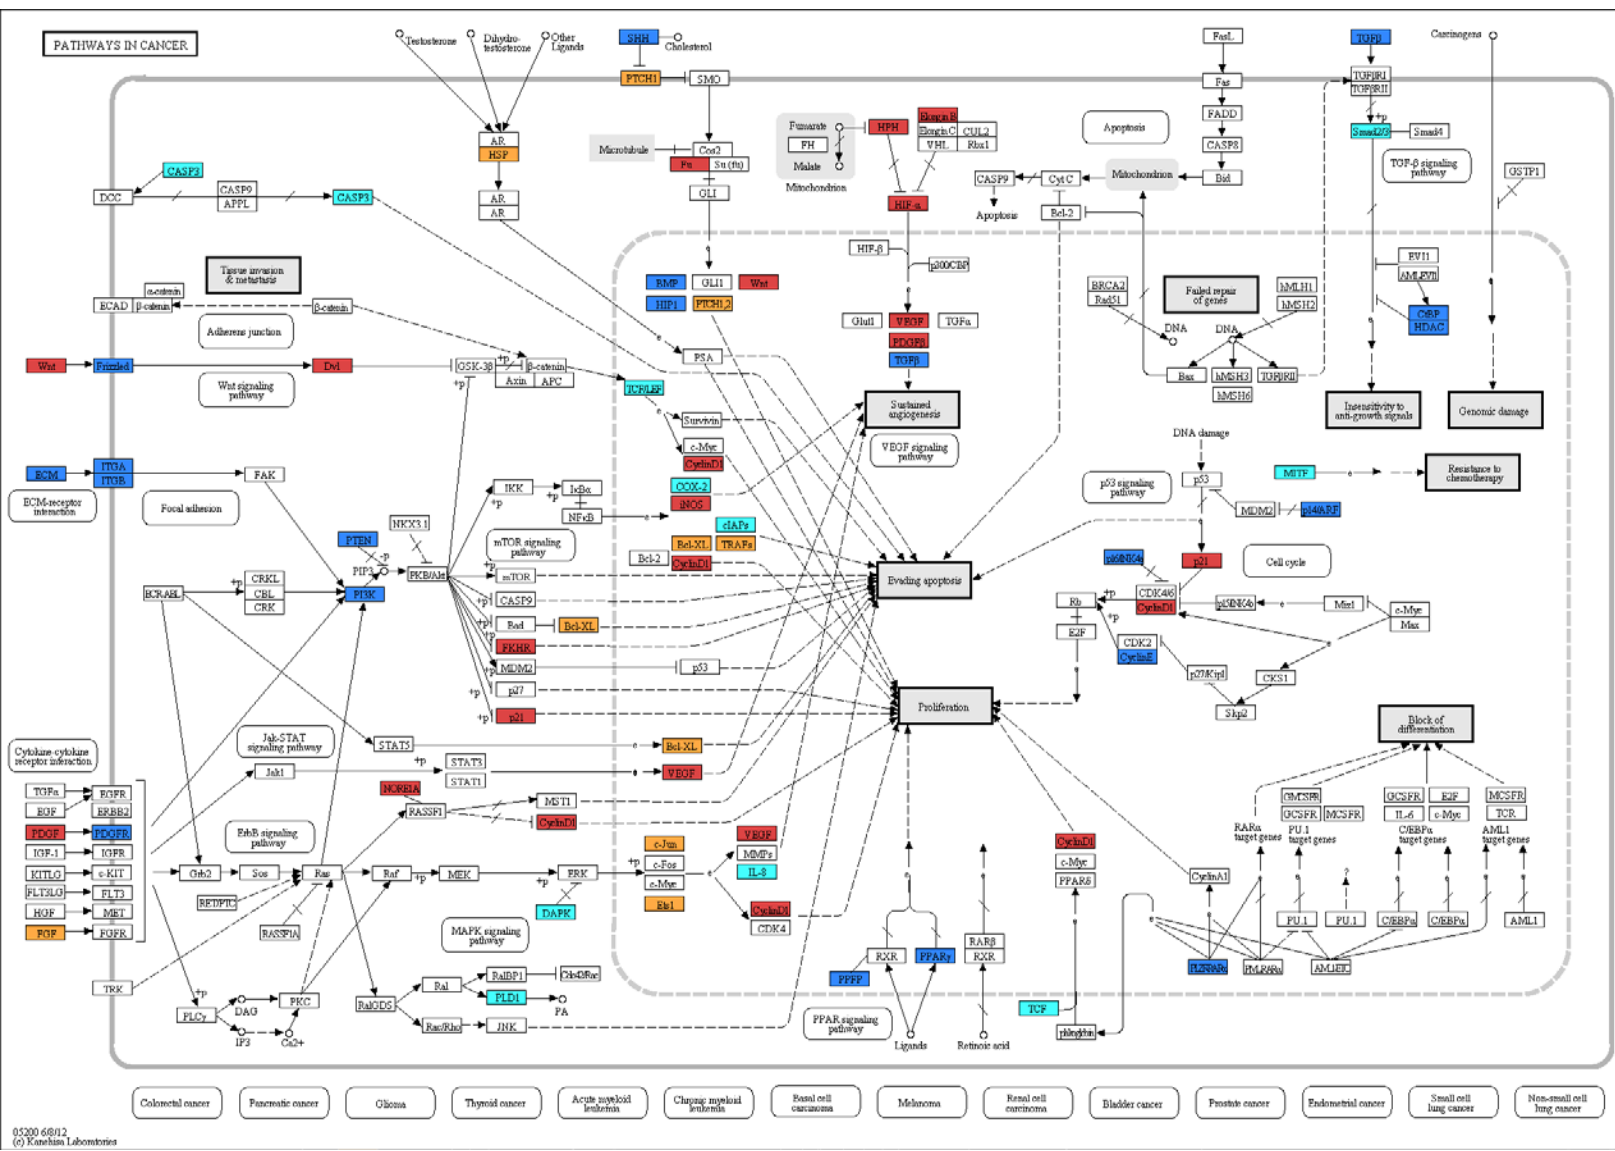 PATHWAYS IN CANCER
Testosterone
Dihydro-
testosterone
Other
Ligands
SHH
Cholesterol
PTCH1
SMO
FasL
TGFβ
Carcinogens
Fas
TGFβRI
TGFβRII
Elongin B
Fumarate
HPH
Elongin C
CUL2
VHL
Rbx1
FH
Malate
Mitochondrion
FADD
Apoptosis
CASP8
+p
Smad2/3
Smad4
TGF-β signaling
pathway
GSTP1
AR
HSP
Microtubule
Cos2
Fu
Su (fu)
GLI
CASP3
DCC
CASP9
APPL
CASP3
AR
AR
CASP9
CytC
Mitochondrion
Bid
HIF-α
Apoptosis
Bcl-2
HIF-β
p300/CBP
EVI1
AML-EVI1
Tissue invasion
& metastasis
BMP
GLI1
Wnt
HIP1
PTCH1,2
BRCA2
Rad51
Failed repair
of genes
hMLH1
hMSH2
CtBP
HDAC
ECAD
α-catenin
β-catenin
β-catenin
Adherens junction
Glut1
VEGF
TGFα
PDGFβ
TGFβ
DNA
DNA
Wnt
Frizzled
Dvl
GSK-3β
+p
β-catenin
Axin
APC
+p
PSA
Bax
hMSH3
TGFβRII
hMSH6
Wnt signaling
pathway
TCF/LEF
Survivin
c-Myc
CyclinD1
Sustained
angiogenesis
VEGF signaling
pathway
Insensitivity to
anti-growth signals
Genomic damage
DNA damage
ECM
ITGA
ITGB
FAK
ECM-receptor
interaction
Focal adhesion
IKK
IκBα
+p
+p
NFκB
COX-2
iNOS
p53
p53 signaling
pathway
MDM2
p14/ARF
MITF
Resistance to
chemotherapy
NKX3.1
mTOR signaling
pathway
cIAPs
Bcl-XL
TRAFs
Bcl-2
CyclinD1
PTEN
-p
PIP3
PKB/Akt
mTOR
Evading apoptosis
p16INK4a
p21
Cell cycle
BCR-ABL
+p
CRKL
CBL
CRK
PI3K
+p
CASP9
+p
Bad
Bcl-XL
+p
FKHR
+p
MDM2
p53
+p
p27
+p
p21
Rb
+p
CDK4/6
CyclinD1
p15INK4b
Miz1
c-Myc
Max
E2F
+p
CDK2
CyclinE
p27/Kip1
CKS1
Skp2
Proliferation
Block of
differentiation
Cytokine-cytokine
receptor interaction
Jak-STAT
signaling pathway
STAT5
Bcl-XL
Jak1
+p
STAT3
STAT1
VEGF
TGFα
EGFR
EGF
ERBB2
PDGF
PDGFR
IGF-1
IGFR
KITLG
c-KIT
FLT3LG
FLT3
HGF
MET
FGF
FGFR
TRK
ErbB signaling
pathway
NORE1A
RASSF1
MST1
CyclinD1
Grb2
Sos
Ras
Raf
+p
MEK
+p
ERK
+p
REDPTC
RASSF1A
DAPK
MAPK signaling
pathway
c-Jun
c-Fos
c-Myc
Ets1
VEGF
MMPs
IL-8
CyclinD1
CDK4
CyclinD1
c-Myc
PPARδ
CyclinA1
RARα
target genes
GMCSFR
GCSFR
MCSFR
PU.1
target genes
GCSFR
E2F
IL-6
c-Myc
C/EBPα
target genes
MCSFR
TCR
AML1
target genes
?
PU.1
PU.1
C/EBPα
C/EBPα
AML1
PLZF-RARα
PML-RARα
AML1-ETO
RXR
PPARγ
PPFP
RARβ
RXR
PPAR signaling
pathway
Ligands
Retinoic acid
TCF
+p
PLCγ
DAG
IP3
PKC
Ca2+
RalGDS
Ral
RalBP1
Cdc42/Rac
PLD1
PA
Rac/Rho
JNK
Colorectal cancer
Pancreatic cancer
Glioma
Thyroid cancer
Acute myeloid
leukemia
Chronic myeloid
leukemia
Basal cell
carcinoma
Melanoma
Renal cell
carcinoma
Bladder cancer
Prostate cancer
Endometrial cancer
Small cell
lung cancer
Non-small cell
lung cancer
05200 6/8/12
(c) Kanehisa Laboratories